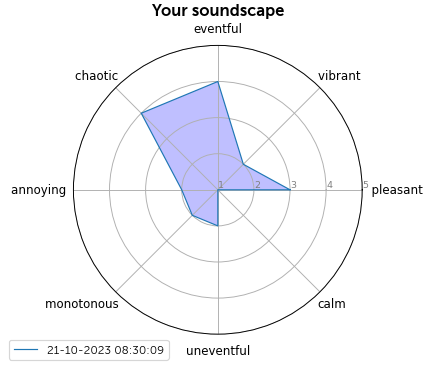 Your soundscape
eventful
chaotic
vibrant
annoying
1 2 3 4 5
pleasant
monotonous
calm
uneventful
21-10-2023 08:30:09